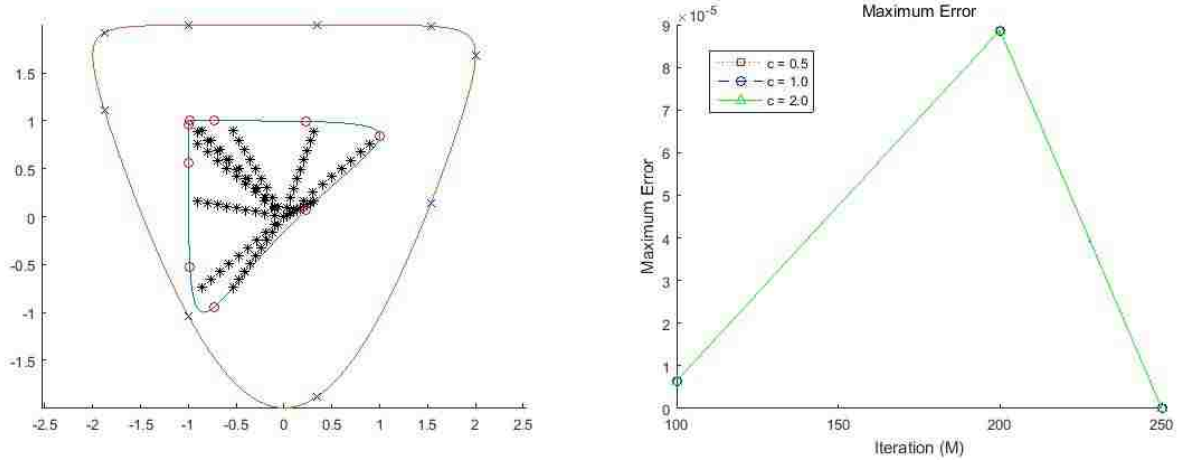 1.5
1
0.5
0
-0.5
-1
-1.5
-2.5 -2 -1.5 -1 -0.5 0 0.5 1 1.5 2 2.5
×10⁻⁵
Maximum Error
9
8
7
6
5
4
3
2
1
0
Maximum Error
c = 0.5
c = 1.0
c = 2.0
100 150 200 250
Iteration (M)